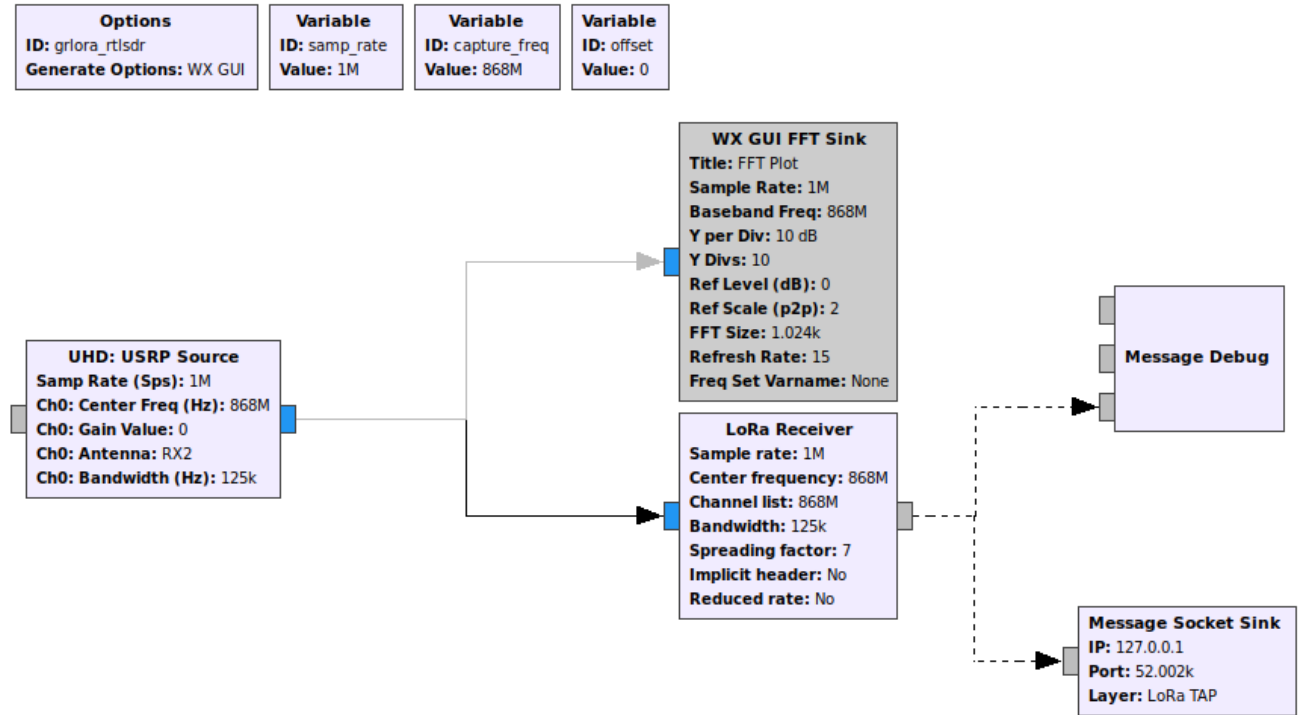 Options
ID: grlora_rtlsdr
Generate Options: WX GUI
Variable
ID: samp_rate
Value: 1M
Variable
ID: capture_freq
Value: 868M
Variable
ID: offset
Value: 0
WX GUI FFT Sink
Title: FFT Plot
Sample Rate: 1M
Baseband Freq: 868M
Y per Div: 10 dB
Y Divs: 10
Ref Level (dB): 0
Ref Scale (p2p): 2
FFT Size: 1.024k
Refresh Rate: 15
Freq Set Varname: None
UHD: USRP Source
Samp Rate (Sps): 1M
Ch0: Center Freq (Hz): 868M
Ch0: Gain Value: 0
Ch0: Antenna: RX2
Ch0: Bandwidth (Hz): 125k
LoRa Receiver
Sample rate: 1M
Center frequency: 868M
Channel list: 868M
Bandwidth: 125k
Spreading factor: 7
Implicit header: No
Reduced rate: No
Message Debug
Message Socket Sink
IP: 127.0.0.1
Port: 52.002k
Layer: LoRa TAP